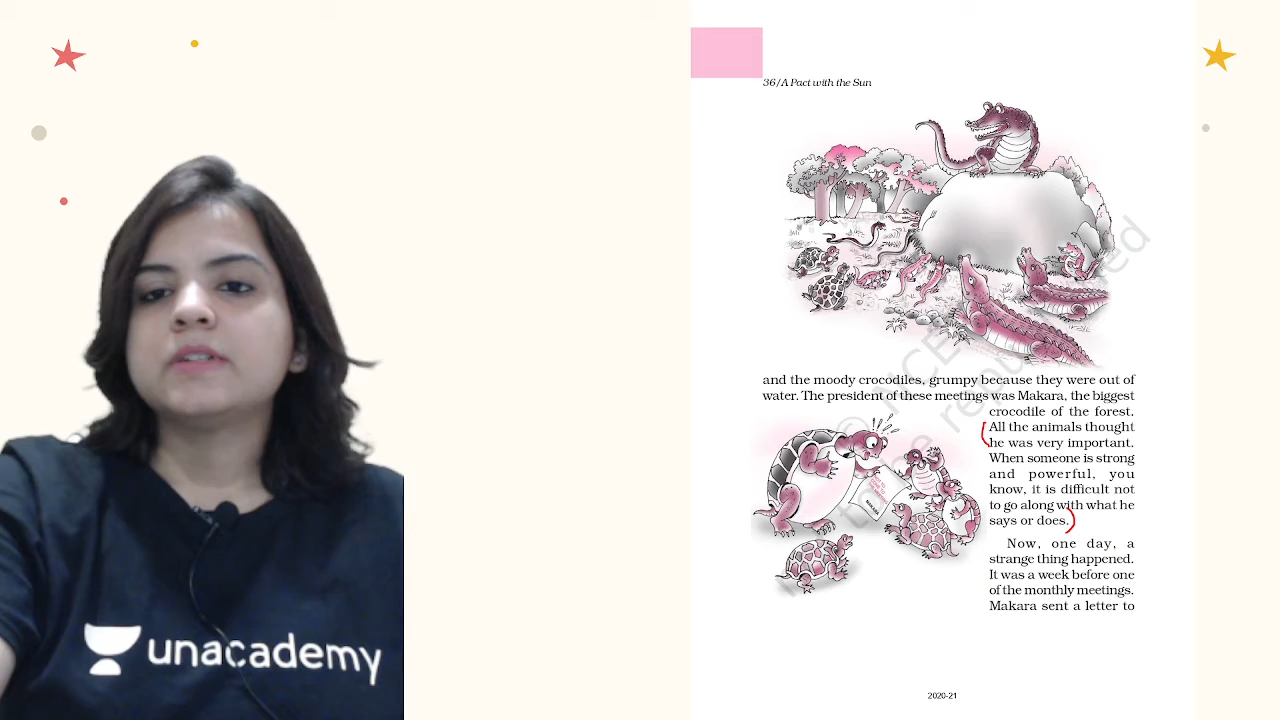 36/A Pact with the Sun
and the moody crocodiles, grumpy because they were out of
water. The president of these meetings was Makara, the biggest
crocodile of the forest.
All the animals thought
he was very important.
When someone is strong
and powerful, you
know, it is difficult not
to go along with what he
says or does.
Now, one day, a
strange thing happened.
It was a week before one
of the monthly meetings.
Makara sent a letter to
2020-21
unacademy